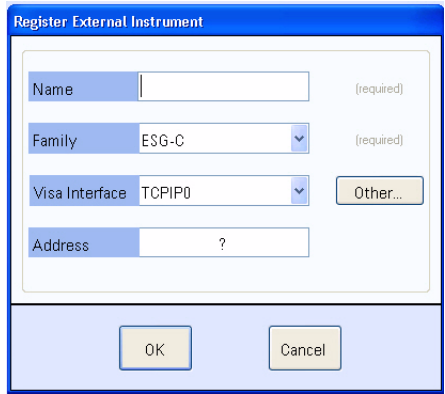 Register External Instrument
Name (required)
Family ESG-C (required)
Visa Interface TCPIP0 Other...
Address ?
OK Cancel